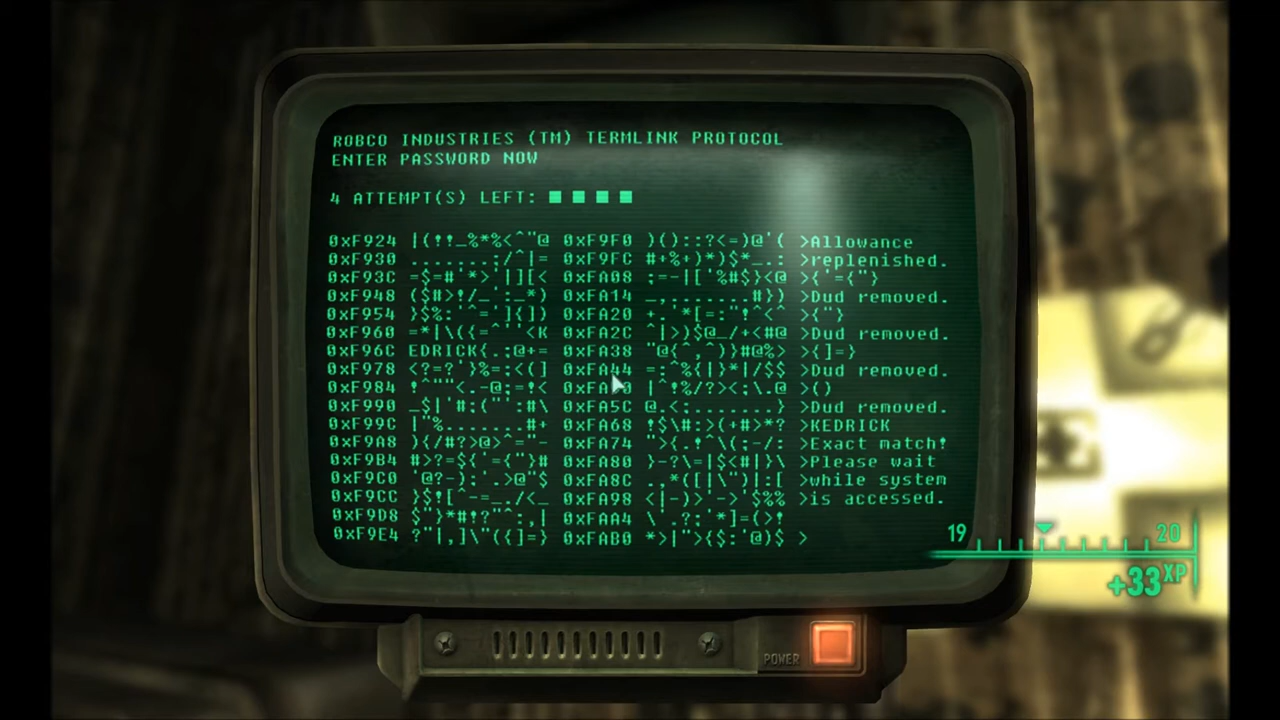 ROBCO INDUSTRIES (TM) TERMLINK PROTOCOL
ENTER PASSWORD NOW
4 ATTEMPT(S) LEFT: ■ ■ ■ ■
0xF924 |(!!_%*%<^"@ 0xF9F0 )()::?<=)@'( >Allowance
0xF930 .......:/^|= 0xF9FC #+%+)*)$*_.: >replenished.
0xF93C =$=#'*>'|][< 0xFA08 ;=-|['%#$}<@ >{'={"}
0xF948 ($#>!/_':_*) 0xFA14 _,:.......#}) >Dud removed.
0xF954 }$%:'^=']{]) 0xFA20 +.'*[=:"!^<^ >{"}
0xF960 =*|\({=^''<K 0xFA2C ^|>)$@_/+<#@ >Dud removed.
0xF96C EDRICK{.;@+= 0xFA38 "@{^,^)}#@%> >{]=}
0xF978 <?=?'}%=:<(] 0xFA44 =:^%{|}*|/$$ >Dud removed.
0xF984 !^""<.-@;=!< |^!%/?><;\.@ >()
0xF990 _$|'#:("':#\ 0xFA5C @.<:.......} >Dud removed.
0xF99C |"%.......#+ 0xFA68 !$\#:>(+#>*? >KEDRICK
0xF9A8 ){/#?>@>^="- 0xFA74 ">{.!^\(;-/: >Exact match!
0xF9B4 #>?=${'={"}# 0xFA80 }-?\=|$<#|}\ >Please wait
0xF9C0 '@?-):'.>@"$ 0xFA8C .,*([|\")|:[ >while system
0xF9CC }$![^-=_./<_ 0xFA98 <|-)>'->'$%% >is accessed.
0xF9D8 $"}*#!?"^:,| 0xFAA4 \'.?:'*]=(>!
0xF9E4 ?"|,]\"({]=} 0xFAB0 *>|">{$:'@)$ >
19 20
+33 XP
POWER